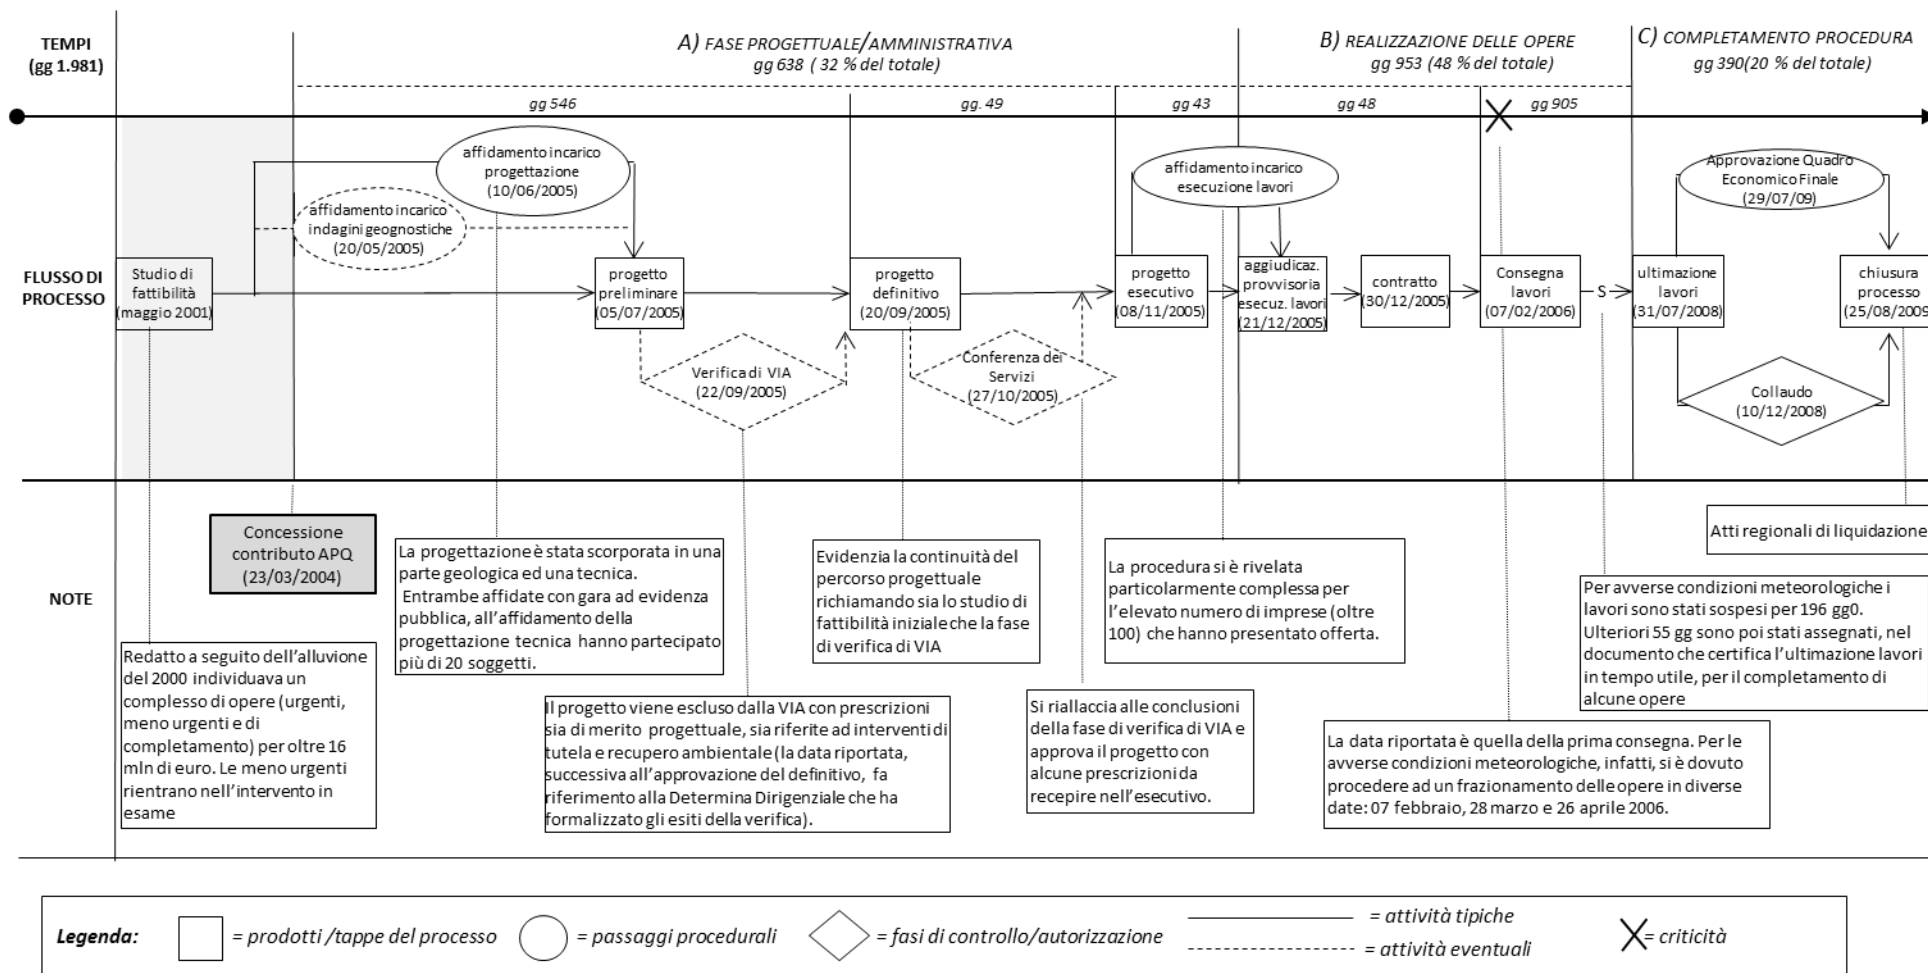 TEMPI
(gg 1.981)
A) FASE PROGETTUALE/AMMINISTRATIVA
gg 638 ( 32 % del totale)
B) REALIZZAZIONE DELLE OPERE
gg 953 (48 % del totale)
C) COMPLETAMENTO PROCEDURA
gg 390(20 % del totale)
gg 546
gg. 49
gg 43
gg 48
gg 905
FLUSSO DI
PROCESSO
affidamento incarico
progettazione
(10/06/2005)
affidamento incarico
indagini geognostiche
(20/05/2005)
affidamento incarico
esecuzione lavori
Approvazione Quadro
Economico Finale
(29/07/09)
Studio di
fattibilità
(maggio 2001)
progetto
preliminare
(05/07/2005)
progetto
definitivo
(20/09/2005)
progetto
esecutivo
(08/11/2005)
aggiudicaz.
provvisoria
esecuz. lavori
(21/12/2005)
contratto
(30/12/2005)
Consegna
lavori
(07/02/2006)
S
ultimazione
lavori
(31/07/2008)
chiusura
processo
(25/08/2009)
Verifica di VIA
(22/09/2005)
Conferenza dei
Servizi
(27/10/2005)
Collaudo
(10/12/2008)
NOTE
Concessione
contributo APQ
(23/03/2004)
Redatto a seguito dell'alluvione
del 2000 individuava un
complesso di opere (urgenti,
meno urgenti e di
completamento) per oltre 16
mln di euro. Le meno urgenti
rientrano nell'intervento in
esame
La progettazione è stata scorporata in una
parte geologica ed una tecnica.
Entrambe affidate con gara ad evidenza
pubblica, all'affidamento della
progettazione tecnica hanno partecipato
più di 20 soggetti.
Il progetto viene escluso dalla VIA con prescrizioni
sia di merito progettuale, sia riferite ad interventi di
tutela e recupero ambientale (la data riportata,
successiva all'approvazione del definitivo, fa
riferimento alla Determina Dirigenziale che ha
formalizzato gli esiti della verifica).
Evidenzia la continuità del
percorso progettuale
richiamando sia lo studio di
fattibilità iniziale che la fase
di verifica di VIA
Si riallaccia alle conclusioni
della fase di verifica di VIA e
approva il progetto con
alcune prescrizioni da
recepire nell'esecutivo.
La procedura si è rivelata
particolarmente complessa per
l'elevato numero di imprese (oltre
100) che hanno presentato offerta.
La data riportata è quella della prima consegna. Per le
avverse condizioni meteorologiche, infatti, si è dovuto
procedere ad un frazionamento delle opere in diverse
date: 07 febbraio, 28 marzo e 26 aprile 2006.
Per avverse condizioni meteorologiche i
lavori sono stati sospesi per 196 gg0.
Ulteriori 55 gg sono poi stati assegnati, nel
documento che certifica l'ultimazione lavori
in tempo utile, per il completamento di
alcune opere
Atti regionali di liquidazione
Legenda:
= prodotti /tappe del processo
= passaggi procedurali
= fasi di controllo/autorizzazione
= attività tipiche
= attività eventuali
= criticità